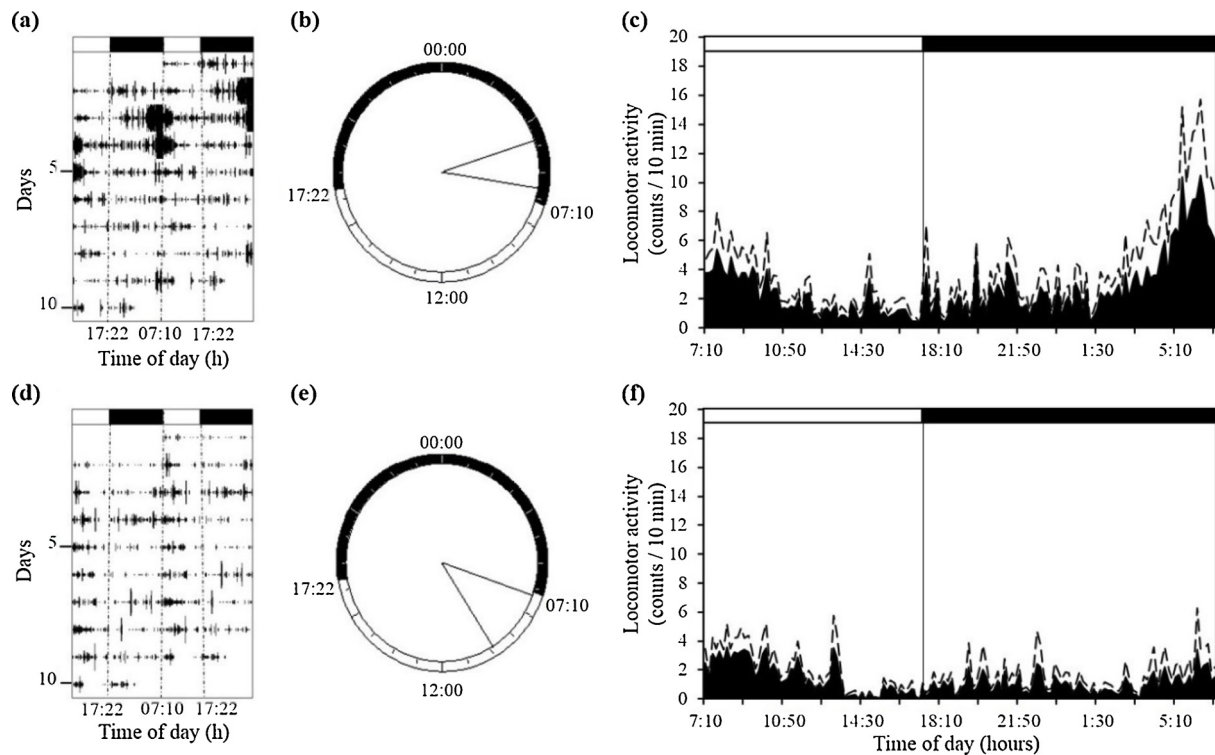 (a)
Days
5
10
17:22 07:10 17:22
Time of day (h)
(b)
00:00
17:22
07:10
12:00
(c)
Locomotor activity
(counts / 10 min)
20
18
16
14
12
10
8
6
4
2
0
7:10 10:50 14:30 18:10 21:50 1:30 5:10
(d)
Days
5
10
17:22 07:10 17:22
Time of day (h)
(e)
00:00
17:22
07:10
12:00
(f)
Locomotor activity
(counts / 10 min)
20
18
16
14
12
10
8
6
4
2
0
7:10 10:50 14:30 18:10 21:50 1:30 5:10
Time of day (hours)